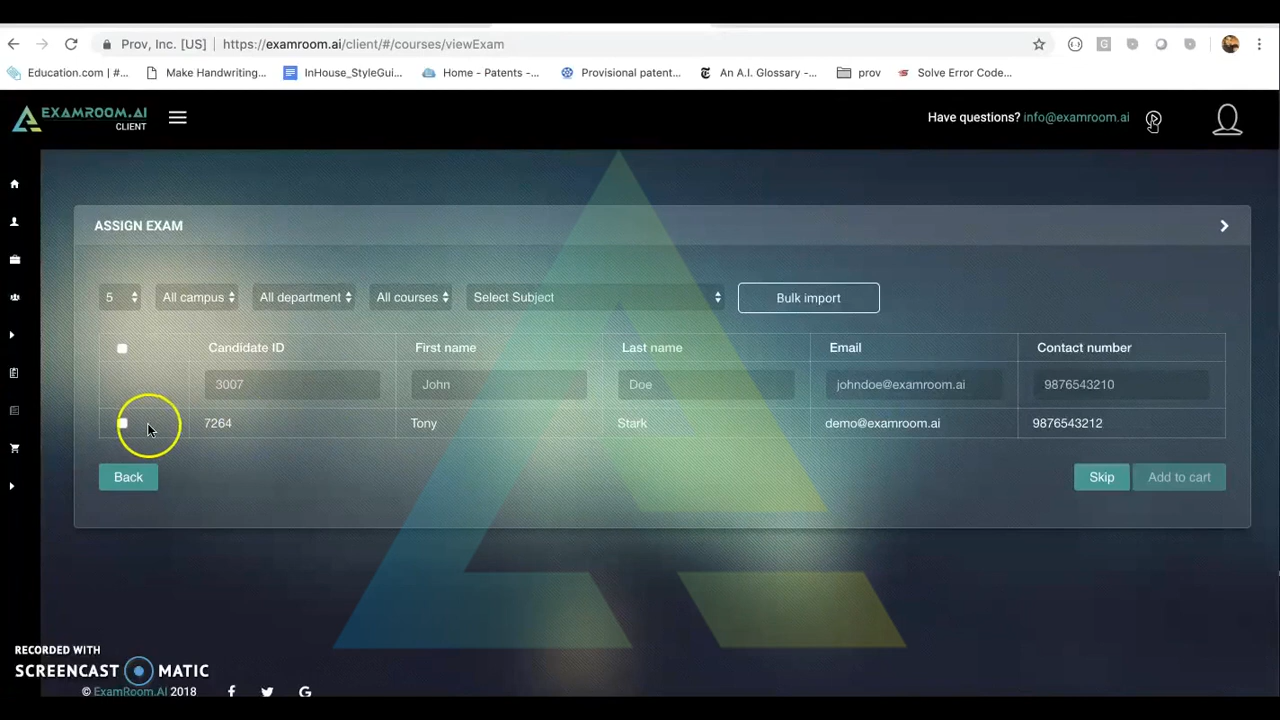 Prov, Inc. [US] https://examroom.ai/client/#/courses/viewExam
Education.com | #... Make Handwriting... InHouse_StyleGui... Home - Patents -... Provisional patent... An A.I. Glossary -... prov Solve Error Code...
EXAMROOM.AI
CLIENT
Have questions? info@examroom.ai
ASSIGN EXAM
5 All campus All department All courses Select Subject Bulk import
Candidate ID First name Last name Email Contact number
3007 John Doe johndoe@examroom.ai 9876543210
7264 Tony Stark demo@examroom.ai 9876543212
Back Skip Add to cart
RECORDED WITH
SCREENCAST MATIC
© ExamRoom.AI 2018